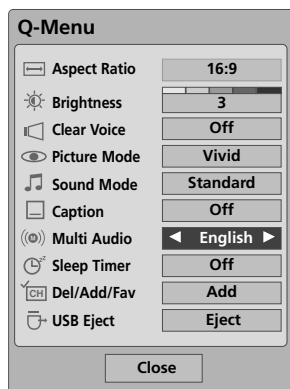 Q-Menu
Aspect Ratio 16:9
Brightness 3
Clear Voice Off
Picture Mode Vivid
Sound Mode Standard
Caption Off
Multi Audio ◄ English ►
Sleep Timer Off
CH Del/Add/Fav Add
USB Eject Eject
Close